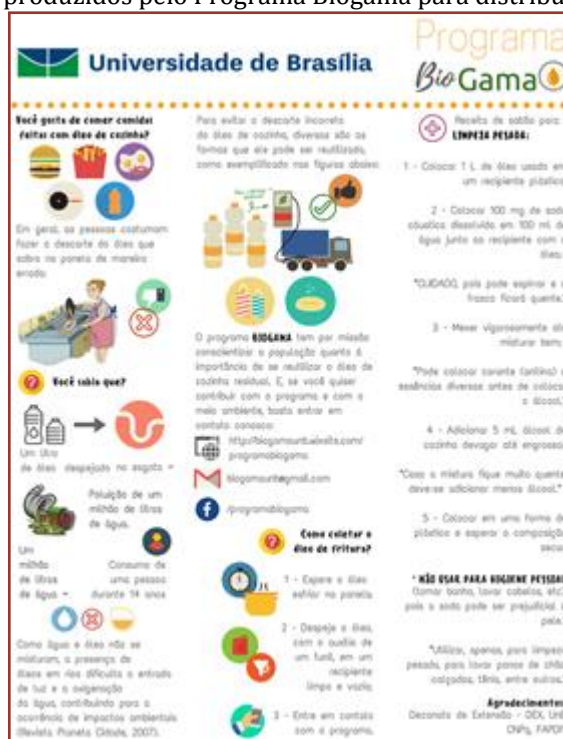 produzidos pelo Programa Biogama para distribu
Universidade de Brasília
Programa
BioGama
Você gosta de comer comidas
feitas com óleo de cozinha?
Em geral, as pessoas costumam
fazer o descarte do óleo que
sobra na panela de maneira
errada.
Você sabia que?
Um litro
de óleo despejado no esgoto =
Poluição de um
milhão de litros
de água.
Um
milhão
de litros
de água =
Consumo de
uma pessoa
durante 14 anos
Como água e óleo não se
misturam, a presença de
óleos em rios dificulta a entrada
de luz e a oxigenação
da água, contribuindo para a
ocorrência de impactos ambientais
(Revista Planeta Cidade, 2007).
Para evitar o descarte incorreto
do óleo de cozinha, diversas são as
formas que ele pode ser reutilizado,
como exemplificado nas figuras abaixo:
O programa BIOGAMA tem por missão
conscientizar a população quanto à
importância de se reutilizar o óleo de
cozinha residual. E, se você quiser
contribuir com o programa e com o
meio ambiente, basta entrar em
contato conosco:
programabiogama
/programabiogama
Como coletar o
óleo de fritura?
1 - Espere o óleo
esfriar na panela.
2 - Despeje o óleo,
com o auxílio de
um funil, em um
recipiente
limpo e vazio.
3 - Entre em contato
com o programa.
Receita de sabão para
LIMPEZA PESADA:
1 - Colocar 1 L de óleo usado em
um recipiente plástico
2 - Colocar 100 mg de soda
cáustica dissolvida em 100 mL de
água junto ao recipiente com o
óleo.
*CUIDADO, pois pode espirrar e o
frasco ficará quente.*
3 - Mexer vigorosamente até
misturar bem.
*Pode colocar corante (anilina) e
essências diversas antes de colocar
o álcool.*
4 - Adicionar 5 mL álcool de
cozinha devagar até engrossar
*Caso a mistura fique muito quente
deve-se adicionar menos álcool.*
5 - Colocar em uma forma de
plástico e esperar a composição
secar
* NÃO USAR PARA HIGIENE PESSOAL
(tomar banho, lavar cabelos, etc)
pois a soda pode ser prejudicial à
pele.*
*Utilizar, apenas, para limpeza
pesada, para lavar panos de chão,
calçados, tênis, entre outros.*
Agradecimentos
Decanato de Extensão - DEX, UnB
CNPq, FAPDF